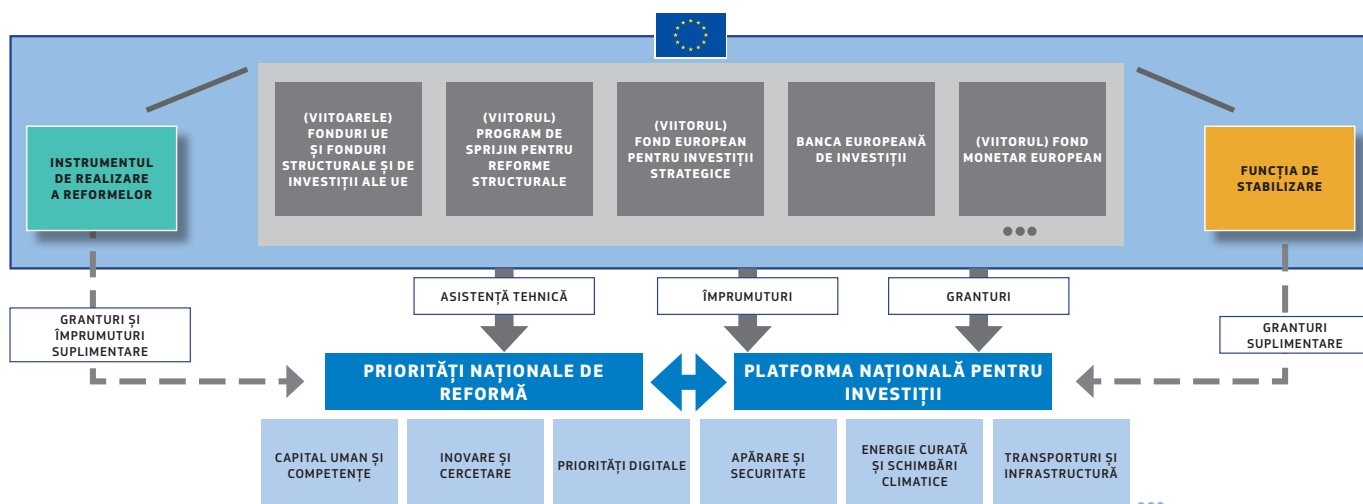 INSTRUMENTUL
DE REALIZARE
A REFORMELOR
(VIITOARELE)
FONDURI UE
ȘI FONDURI
STRUCTURALE ȘI DE
INVESTIȚII ALE UE
(VIITORUL)
PROGRAM DE
SPRIJIN PENTRU
REFORME
STRUCTURALE
(VIITORUL)
FOND EUROPEAN
PENTRU INVESTIȚII
STRATEGICE
BANCA EUROPEANĂ
DE INVESTIȚII
(VIITORUL) FOND
MONETAR EUROPEAN
FUNCȚIA DE
STABILIZARE
ASISTENȚĂ TEHNICĂ
ÎMPRUMUTURI
GRANTURI
GRANTURI ȘI
ÎMPRUMUTURI
SUPLIMENTARE
GRANTURI
SUPLIMENTARE
PRIORITĂȚI NAȚIONALE DE
REFORMĂ
PLATFORMA NAȚIONALĂ PENTRU
INVESTIȚII
CAPITAL UMAN ȘI
COMPETENȚE
INOVARE ȘI
CERCETARE
PRIORITĂȚI DIGITALE
APĂRARE ȘI
SECURITATE
ENERGIE CURATĂ
ȘI SCHIMBĂRI
CLIMATICE
TRANSPORTURI ȘI
INFRASTRUCTURĂ